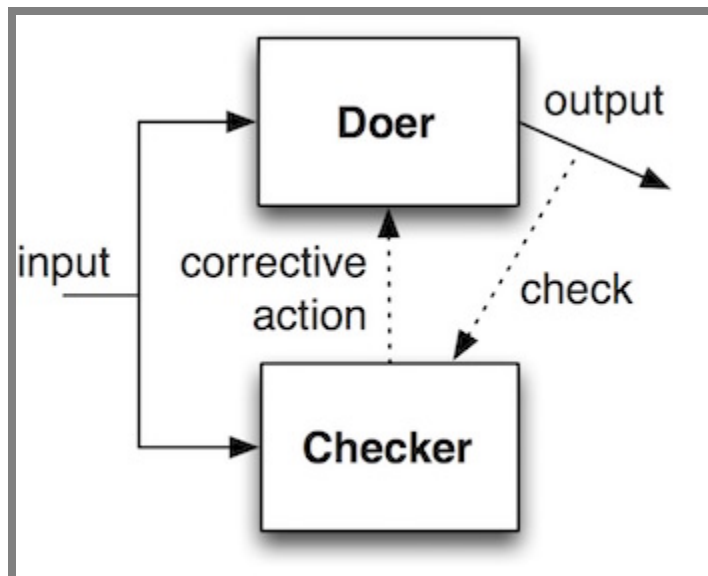 Doer
output
input
corrective
action
check
Checker